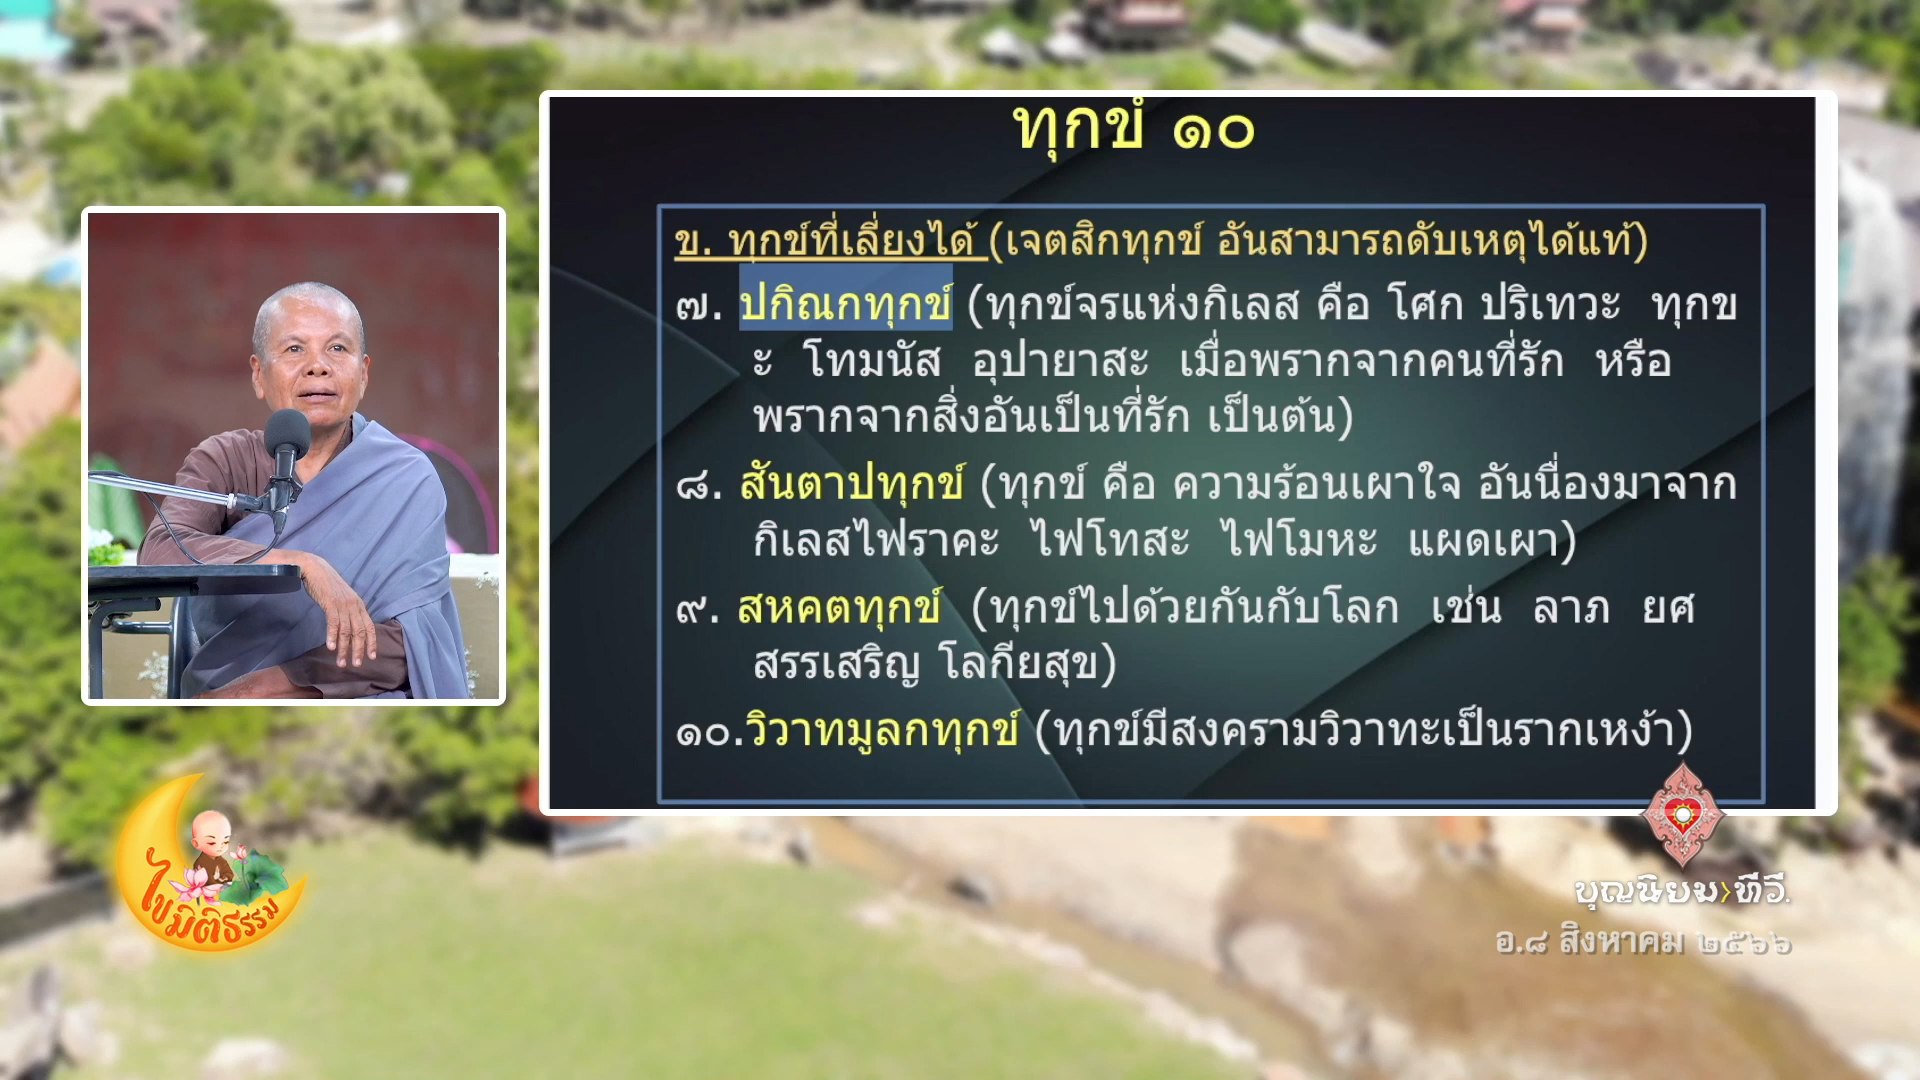 ทุกข์ ๑๐
ข. ทุกข์ที่เลี่ยงได้ (เจตสิกทุกข์ อันสามารถดับเหตุได้แท้)
๗. ปกิณกทุกข์ (ทุกข์จรแห่งกิเลส คือ โศก ปริเทวะ ทุกข
ะ โทมนัส อุปายาสะ เมื่อพรากจากคนที่รัก หรือ
พรากจากสิ่งอันเป็นที่รัก เป็นต้น)
๘. สันตาปทุกข์ (ทุกข์ คือ ความร้อนเผาใจ อันนื่องมาจาก
กิเลสไฟราคะ ไฟโทสะ ไฟโมหะ แผดเผา)
๙. สหคตทุกข์ (ทุกข์ไปด้วยกันกับโลก เช่น ลาภ ยศ
สรรเสริญ โลกียสุข)
๑๐.วิวาทมูลกทุกข์ (ทุกข์มีสงครามวิวาทะเป็นรากเหง้า)
ไขมิติธรรม
บุญนิยม ทีวี.
อ.๘ สิงหาคม ๒๕๖๖